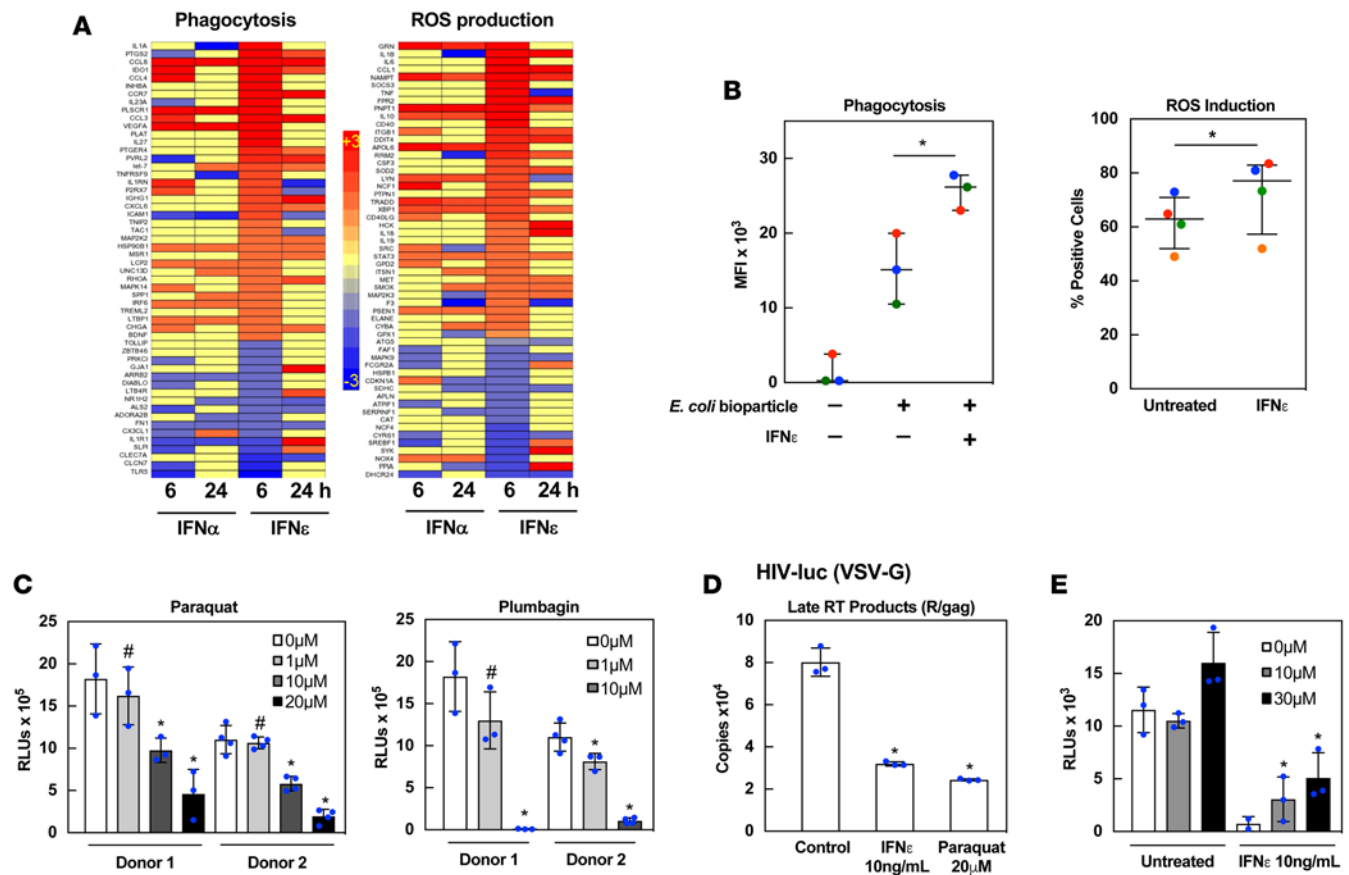 A
Phagocytosis
IL1A
PTGS2
CCL8
IDO1
CCL4
INHBA
CCR7
IL23A
PLSCR1
CCL3
VEGFA
PLAT
IL27
PTGER4
PVRL2
let-7
TNFRSF9
IL1RN
P2RX7
IGHG1
CXCL6
ICAM1
TNIP2
TAC1
MAP2K2
HSP90B1
MSR1
LCP2
UNC13D
RHOA
MAPK14
SPP1
IRF6
TREML2
LTBP1
CHGA
BDNF
TOLLIP
ZBTB46
PRKCI
GJA1
ARRB2
DIABLO
LTB4R
NR1H2
ALS2
ADORA2B
FN1
CX3CL1
IL1R1
SLPI
CLEC7A
CLCN7
TLR5
6 24 6 24 h
IFNα IFNε
+3
-3
ROS production
GRN
IL1B
IL6
CCL1
NAMPT
SOCS3
TNF
FPR2
PNPT1
IL10
CD40
ITGB1
DDIT4
APOL6
RRM2
CSF3
SOD2
LYN
NCF1
PTPN1
TRADD
XBP1
CD40LG
HCK
IL18
IL19
SRC
STAT3
GPD2
ITSN1
MET
SMOX
MAP2K3
F3
PSEN1
ELANE
CYBA
GFX1
ATG5
FAF1
MAPK9
FCGR2A
HSPB1
CDKN1A
SDHC
APLN
ATPIF1
SERPINF1
CAT
NCF4
CYR61
SREBF1
SYK
NOX4
PPIA
DHCR24
6 24 6 24 h
IFNα IFNε
B
Phagocytosis
MFI x 10³
30
20
10
0
*
E. coli bioparticle – + +
IFNε – – +
ROS Induction
% Positive Cells
100
80
60
40
20
0
*
Untreated IFNε
C
Paraquat
RLUs x 10⁵
25
20
15
10
5
0
0µM
1µM
10µM
20µM
# * * # * *
Donor 1 Donor 2
Plumbagin
RLUs x 10⁵
25
20
15
10
5
0
0µM
1µM
10µM
# * * *
Donor 1 Donor 2
HIV-luc (VSV-G)
D
Late RT Products (R/gag)
Copies x10⁴
10
8
6
4
2
0
* *
Control IFNε Paraquat
10ng/mL 20µM
E
RLUs x 10³
20
15
10
5
0
0µM
10µM
30µM
* *
Untreated IFNε 10ng/mL